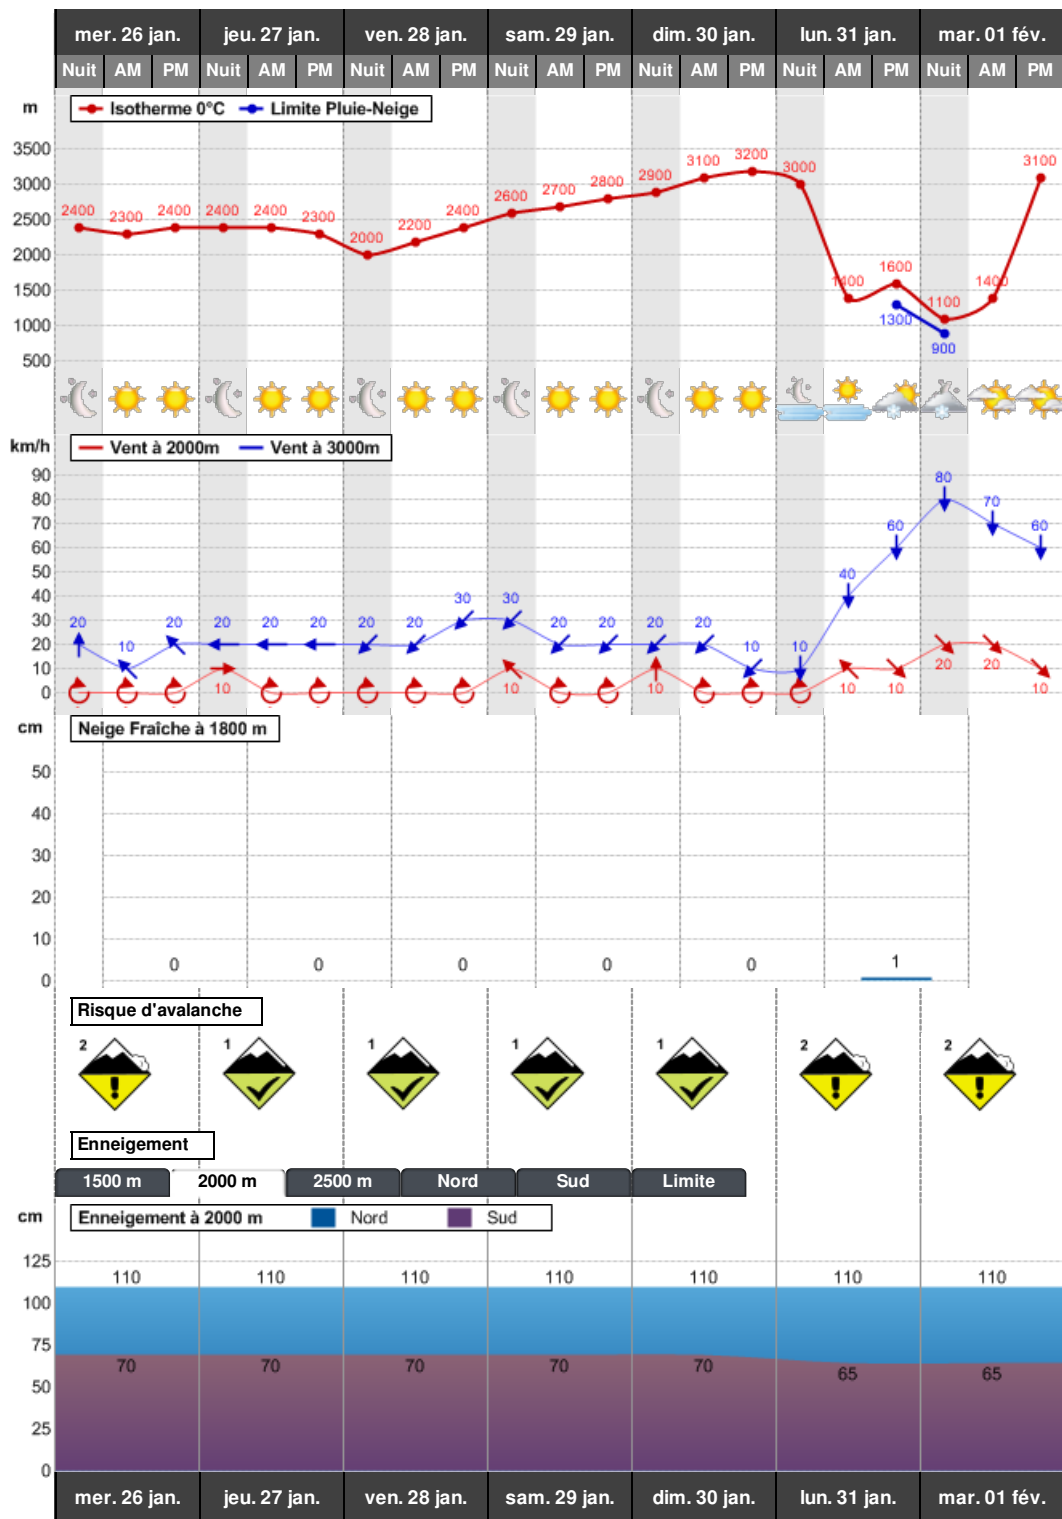 mer. 26 jan. jeu. 27 jan. ven. 28 jan. sam. 29 jan. dim. 30 jan. lun. 31 jan. mar. 01 fév.
Nuit AM PM Nuit AM PM Nuit AM PM Nuit AM PM Nuit AM PM Nuit AM PM Nuit AM PM
m
Isotherme 0°C Limite Pluie-Neige
3500
3000
2500
2000
1500
1000
500
2400 2300 2400 2400 2400 2300 2000 2200 2400 2600 2700 2800 2900 3100 3200 3000 1400 1600 1100 1400 3100
1300 900
km/h
Vent à 2000m Vent à 3000m
90
80
70
60
50
40
30
20
10
0
20 10 20 20 20 20 20 20 30 30 20 20 20 20 10 10 40 60 80 70 60
10 10 10 10 10 20 20 10
cm
Neige Fraîche à 1800 m
50
40
30
20
10
0
0 0 0 0 0 1
Risque d'avalanche
2 1 1 1 1 2 2
Enneigement
1500 m 2000 m 2500 m Nord Sud Limite
cm
Enneigement à 2000 m Nord Sud
125
100
75
50
25
0
110 110 110 110 110 110 110
70 70 70 70 70 65 65
mer. 26 jan. jeu. 27 jan. ven. 28 jan. sam. 29 jan. dim. 30 jan. lun. 31 jan. mar. 01 fév.